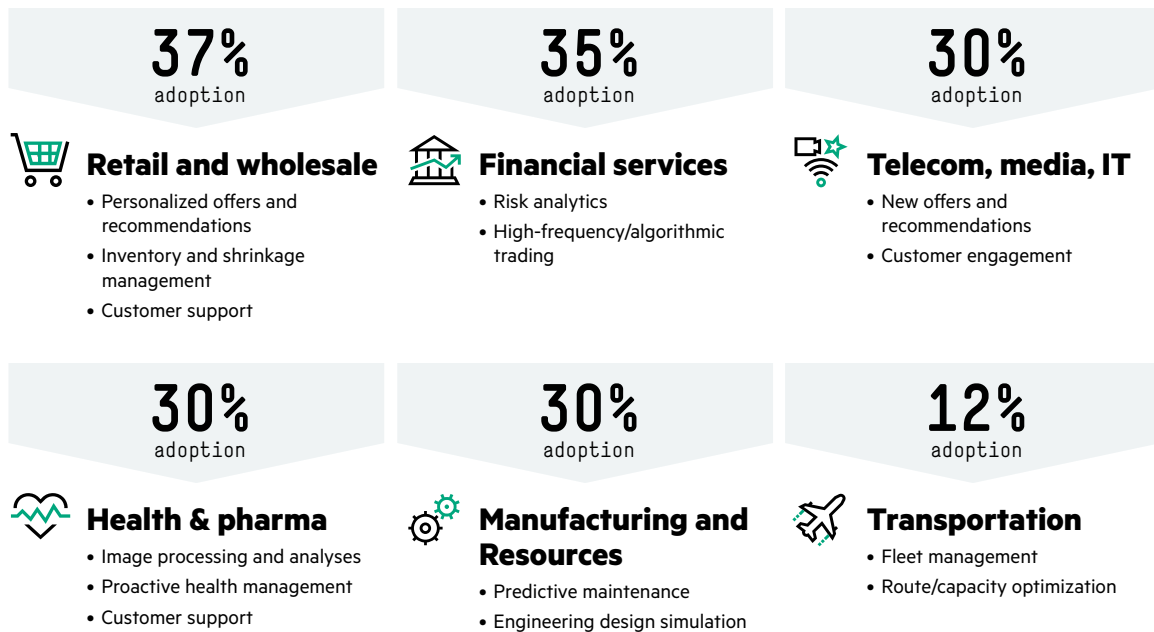 37%
adoption
Retail and wholesale
• Personalized offers and
recommendations
• Inventory and shrinkage
management
• Customer support
35%
adoption
Financial services
• Risk analytics
• High-frequency/algorithmic
trading
30%
adoption
Telecom, media, IT
• New offers and
recommendations
• Customer engagement
30%
adoption
Health & pharma
• Image processing and analyses
• Proactive health management
• Customer support
30%
adoption
Manufacturing and
Resources
• Predictive maintenance
• Engineering design simulation
12%
adoption
Transportation
• Fleet management
• Route/capacity optimization